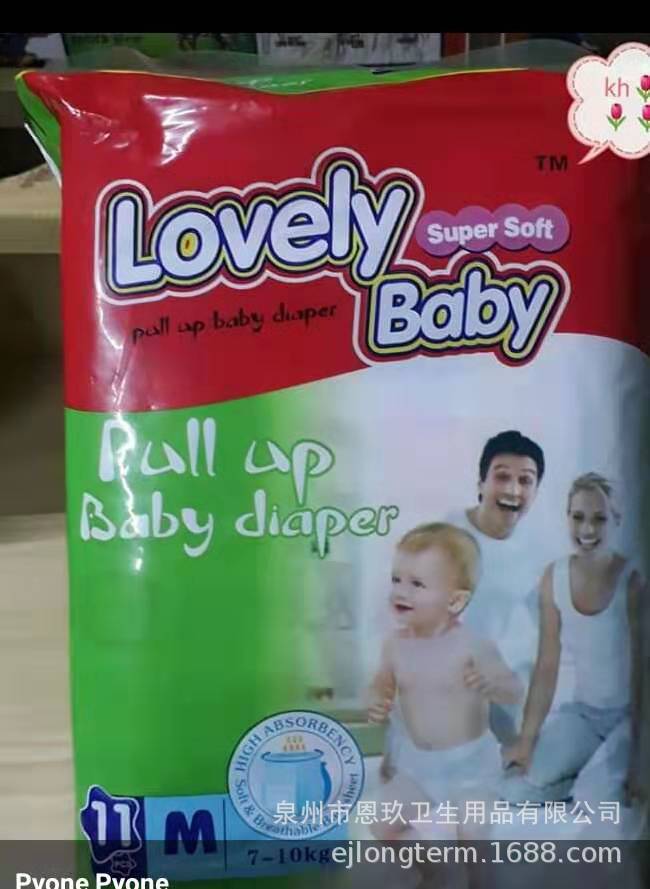 kh
TM
Lovely
Super Soft
Baby
pull up baby diaper
Pull up
Baby diaper
HIGH ABSORBENCY
Soft & Breathable sheet
11
M
7-10kg
泉州市恩玖卫生用品有限公司
ejlongterm.1688.com
Pyone Pyone